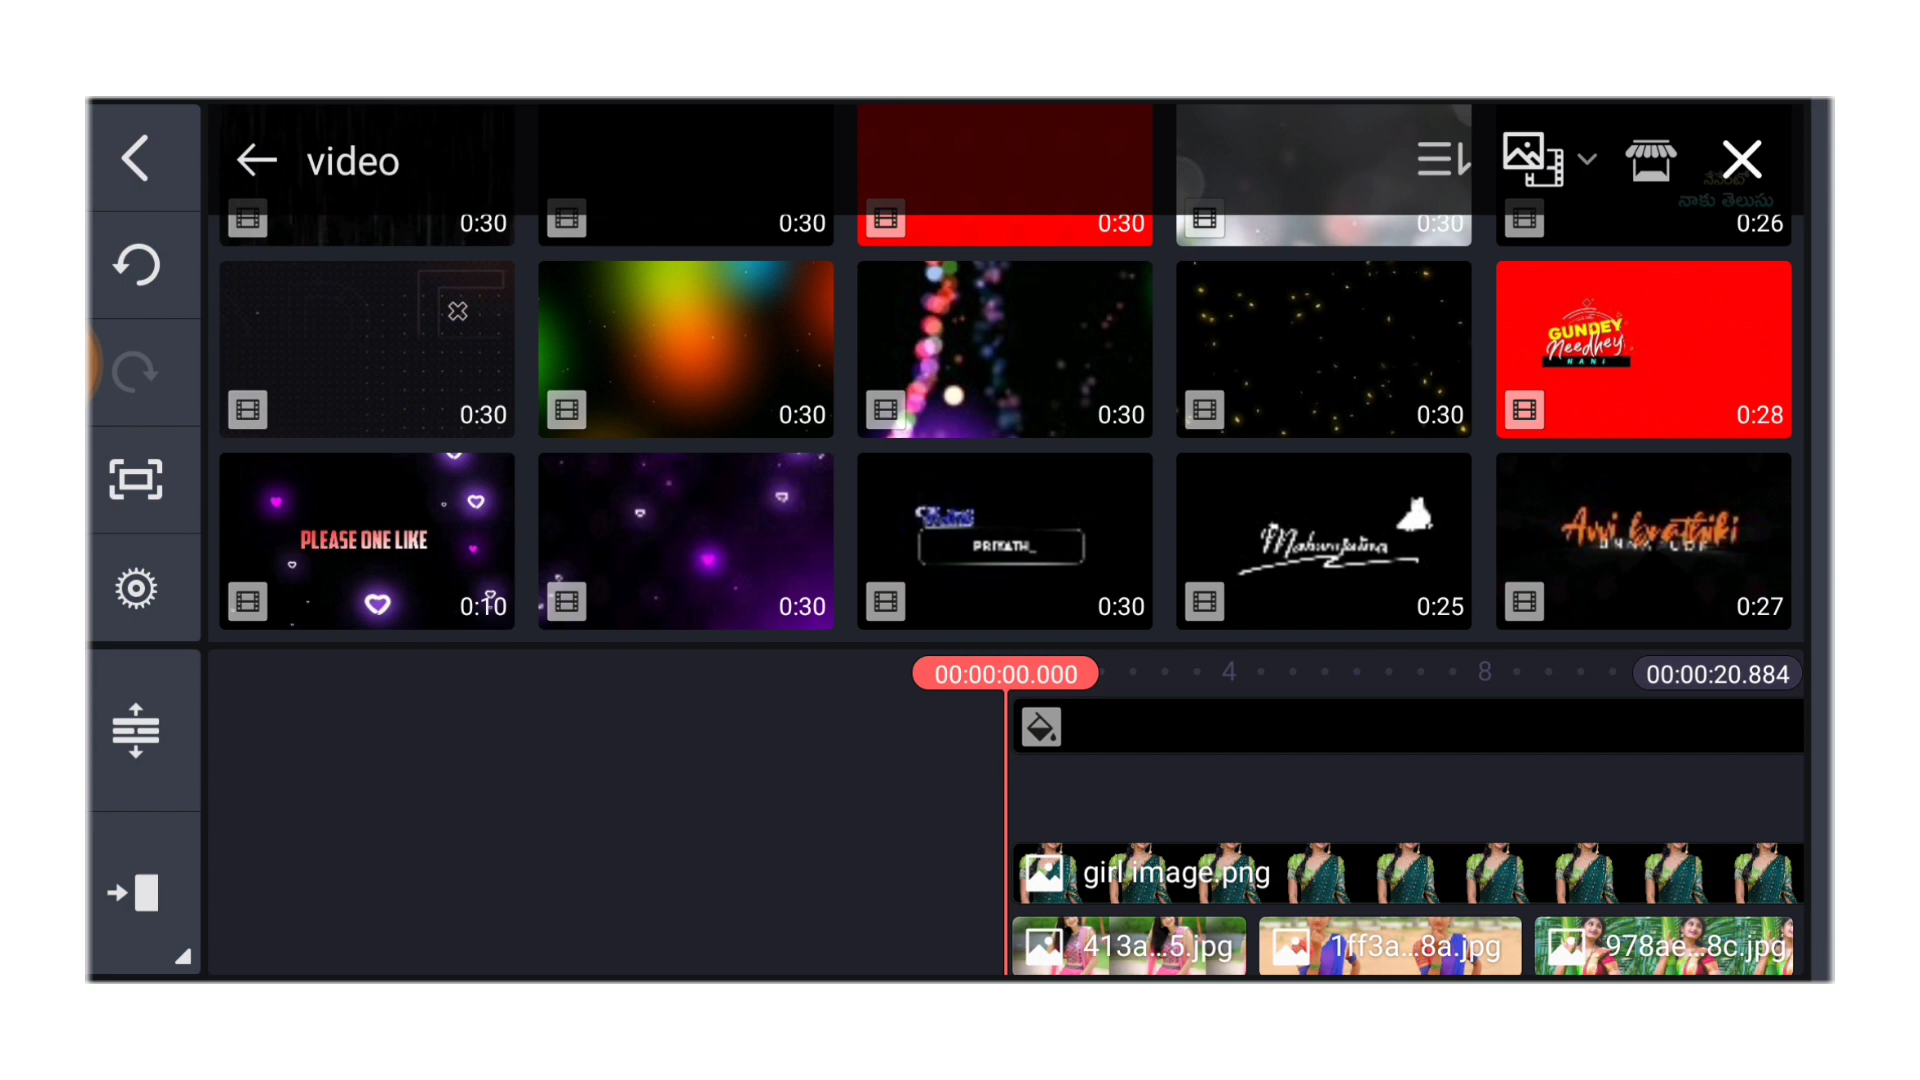 video
నాకు తెలుసు
0:30
0:30
0:30
0:30
0:26
0:30
0:30
0:30
0:30
GUNDEY
Needhey
NANI
0:28
PLEASE ONE LIKE
0:10
0:30
PRIYATH_
0:30
0:25
0:27
00:00:00.000
4
8
00:00:20.884
girl image.png
413a...5.jpg
1ff3a...8a.jpg
978ae...8c.jpg